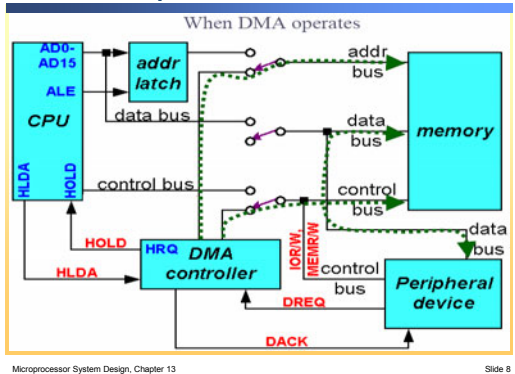 When DMA operates
AD0-
AD15
ALE
CPU
HLDA
HOLD
addr
latch
data bus
control bus
addr
bus
data
bus
control
bus
memory
HOLD
HLDA
HRQ
DMA
controller
IOR/W,
MEMR/W
control
bus
data
bus
DREQ
DACK
Peripheral
device
Microprocessor System Design, Chapter 13
Slide 8